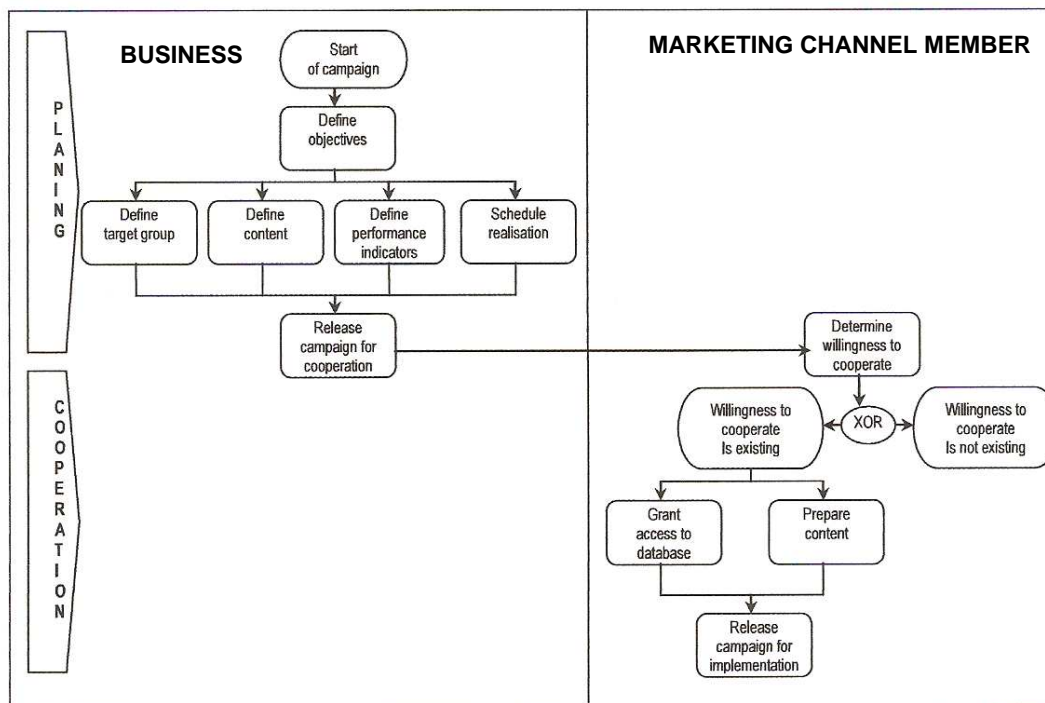 BUSINESS
MARKETING CHANNEL MEMBER
PLANING
Start
of campaign
Define
objectives
Define
target group
Define
content
Define
performance
indicators
Schedule
realisation
Release
campaign for
cooperation
Determine
willingness to
cooperate
COOPERATION
Willingness to
cooperate
Is existing
XOR
Willingness to
cooperate
Is not existing
Grant
access to
database
Prepare
content
Release
campaign for
implementation